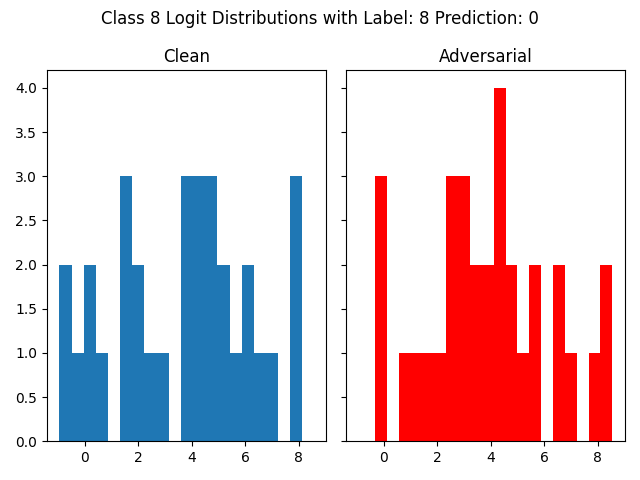 Class 8 Logit Distributions with Label: 8 Prediction: 0
Clean
Adversarial
4.0
3.5
3.0
2.5
2.0
1.5
1.0
0.5
0.0
0 2 4 6 8
0 2 4 6 8